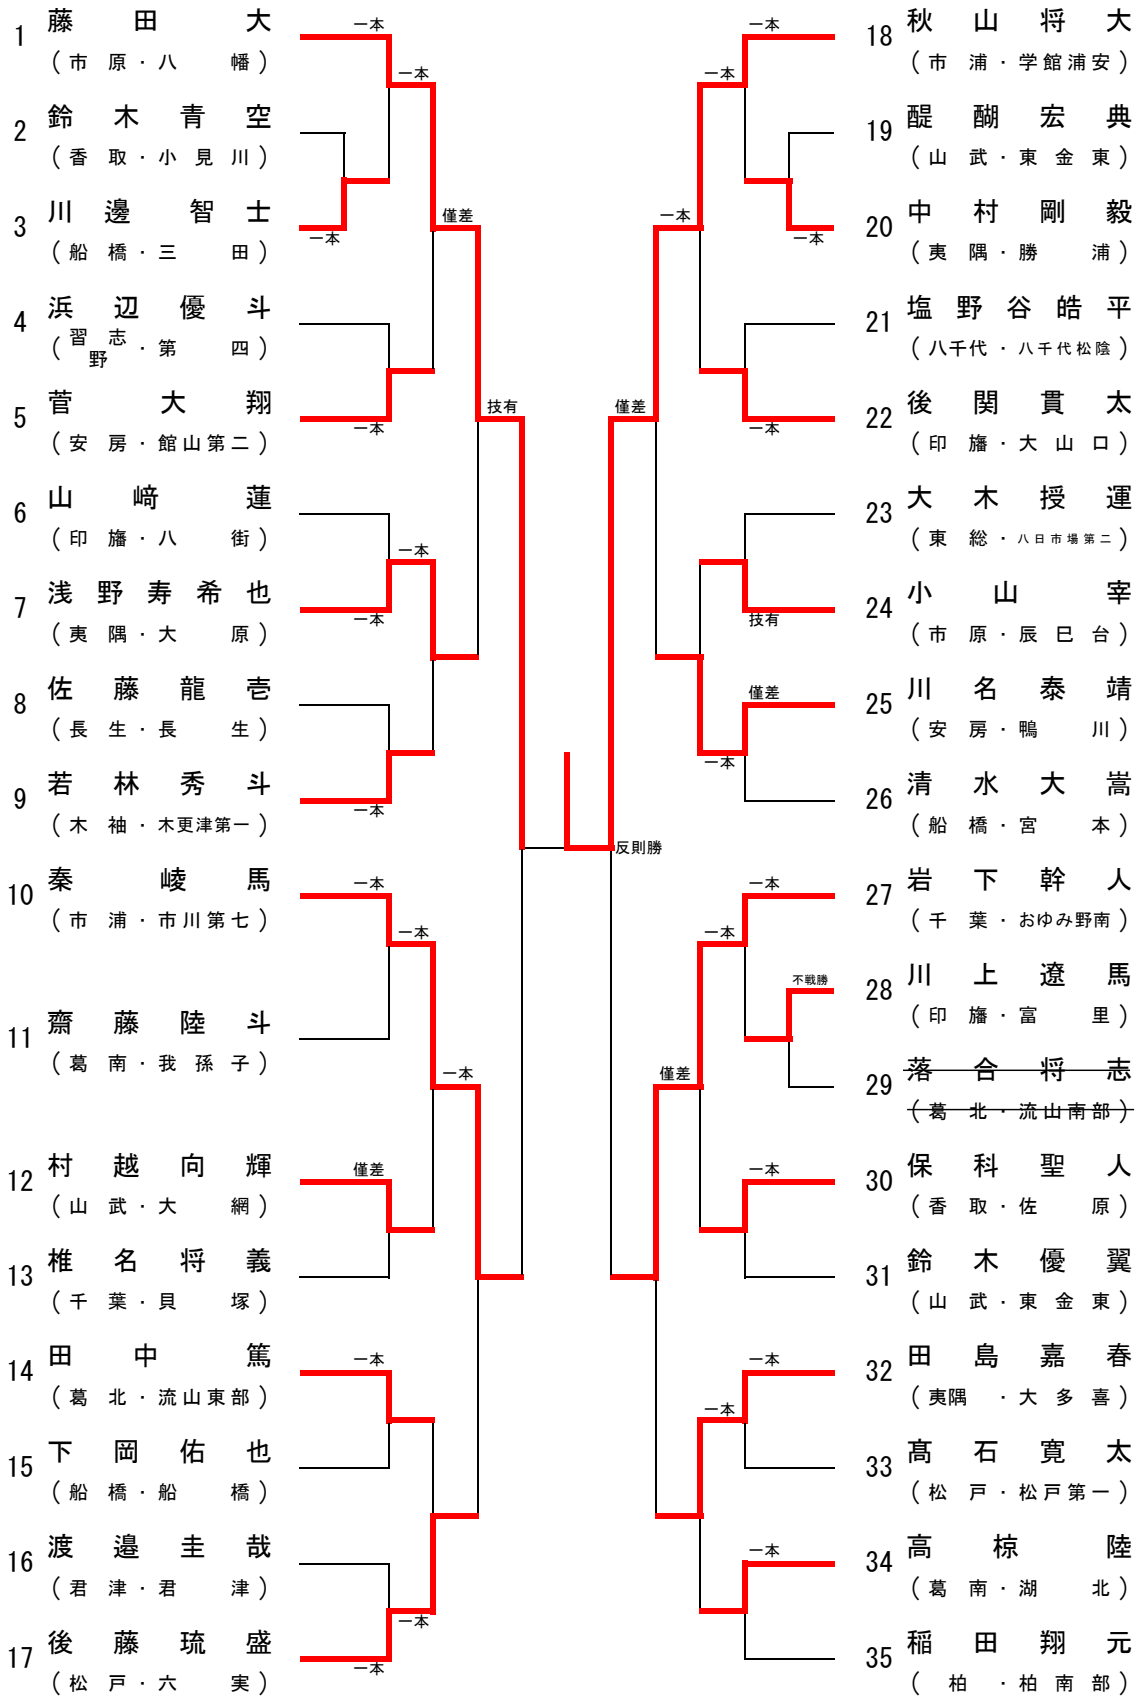 1 藤田大
(市原・八幡)
一本
2 鈴木青空
(香取・小見川)
3 川邊智士
(船橋・三田)
一本
一本
4 浜辺優斗
(習志野・第四)
5 菅大翔
(安房・館山第二)
一本
僅差
6 山﨑蓮
(印旛・八街)
7 浅野寿希也
(夷隅・大原)
一本
一本
8 佐藤龍壱
(長生・長生)
9 若林秀斗
(木袖・木更津第一)
一本
技有
10 秦崚馬
(市浦・市川第七)
一本
11 齋藤陸斗
(葛南・我孫子)
一本
12 村越向輝
(山武・大網)
僅差
13 椎名将義
(千葉・貝塚)
一本
14 田中篤
(葛北・流山東部)
一本
15 下岡佑也
(船橋・船橋)
16 渡邉圭哉
(君津・君津)
17 後藤琉盛
(松戸・六実)
一本
一本
18 秋山将大
(市浦・学館浦安)
一本
19 醍醐宏典
(山武・東金東)
20 中村剛毅
(夷隅・勝浦)
一本
一本
21 塩野谷皓平
(八千代・八千代松陰)
22 後関貫太
(印旛・大山口)
一本
一本
23 大木授運
(東総・八日市場第二)
24 小山宰
(市原・辰巳台)
技有
25 川名泰靖
(安房・鴨川)
僅差
26 清水大嵩
(船橋・宮本)
一本
僅差
反則勝
27 岩下幹人
(千葉・おゆみ野南)
一本
28 川上遼馬
(印旛・富里)
不戦勝
29 落合将志
(葛北・流山南部)
一本
30 保科聖人
(香取・佐原)
一本
31 鈴木優翼
(山武・東金東)
僅差
32 田島嘉春
(夷隅・大多喜)
一本
33 髙石寛太
(松戸・松戸第一)
一本
34 高椋陸
(葛南・湖北)
一本
35 稲田翔元
(柏・柏南部)